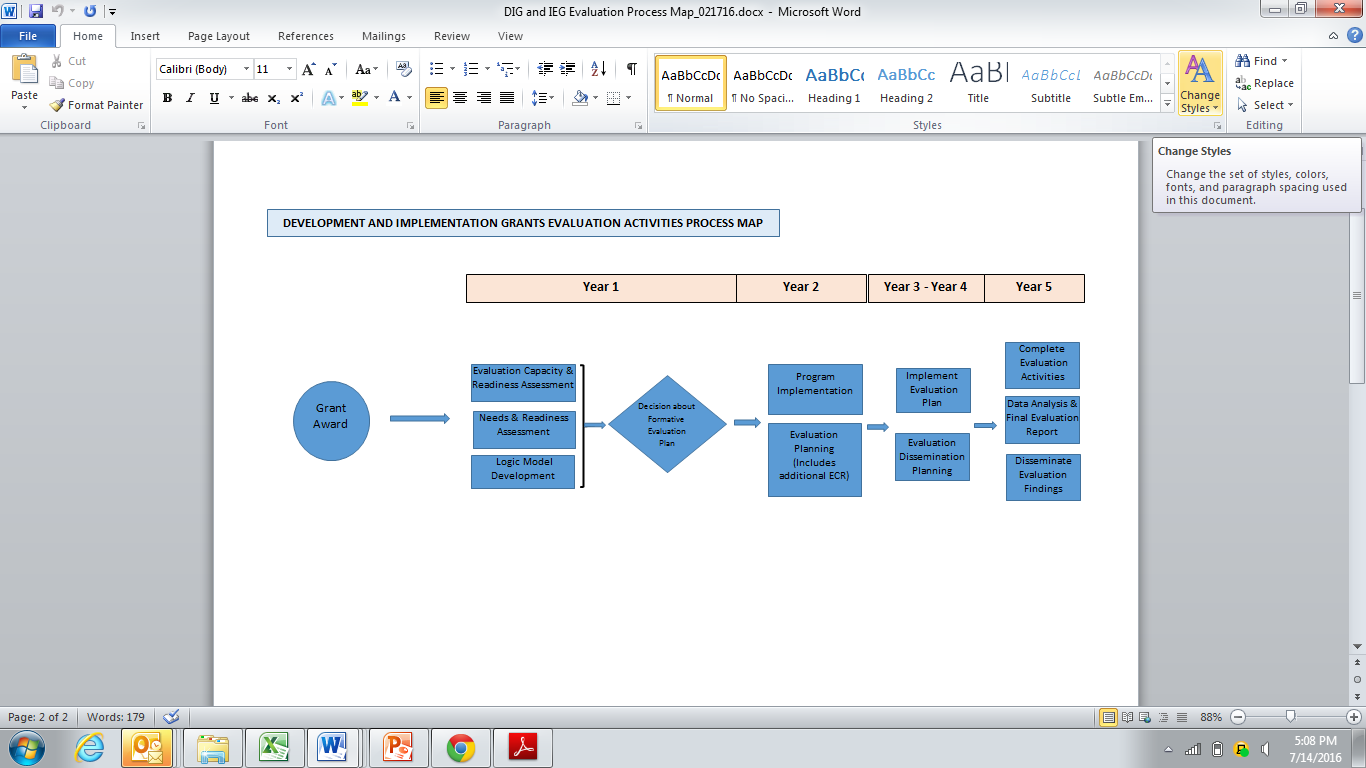 DIG and IEG Evaluation Process Map_021716.docx - Microsoft Word
File Home Insert Page Layout References Mailings Review View
Paste
Cut
Copy
Format Painter
Clipboard
Calibri (Body) 11
Font
Paragraph
AaBbCcDc AaBbCcDc AaBbCc AaBbCc AaBl AaBbCcL AaBbCcDc
¶ Normal ¶ No Spaci... Heading 1 Heading 2 Title Subtitle Subtle Em...
Styles
Change
Styles
Find
Replace
Select
Editing
Change Styles
Change the set of styles, colors,
fonts, and paragraph spacing used
in this document.
DEVELOPMENT AND IMPLEMENTATION GRANTS EVALUATION ACTIVITIES PROCESS MAP
Year 1 Year 2 Year 3 - Year 4 Year 5
Grant
Award
Evaluation Capacity &
Readiness Assessment
Needs & Readiness
Assessment
Logic Model
Development
Decision about
Formative
Evaluation
Plan
Program
Implementation
Evaluation
Planning
(Includes
additional ECR)
Implement
Evaluation
Plan
Evaluation
Dissemination
Planning
Complete
Evaluation
Activities
Data Analysis &
Final Evaluation
Report
Disseminate
Evaluation
Findings
Page: 2 of 2 Words: 179
88%
5:08 PM
7/14/2016